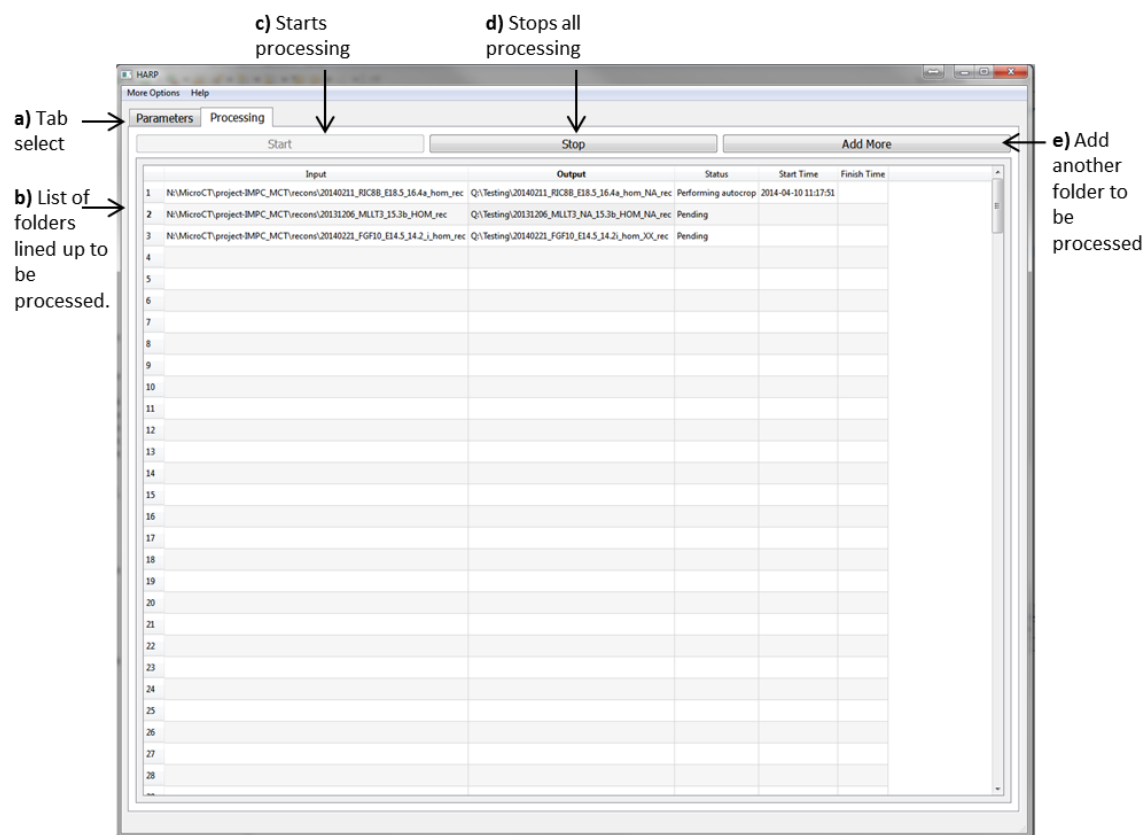 c) Starts
processing
d) Stops all
processing
HARP
More Options Help
a) Tab
select
Parameters Processing
Start Stop Add More
e) Add
another
folder to
be
processed
b) List of
folders
lined up to
be
processed.
Input Output Status Start Time Finish Time
1 N:\MicroCT\project-IMPC_MCT\recons\20140211_RIC8B_E18.5_16.4a_hom_rec Q:\Testing\20140211_RIC8B_E18.5_16.4a_hom_NA_rec Performing autocrop 2014-04-10 11:17:51
2 N:\MicroCT\project-IMPC_MCT\recons\20131206_MLLT3_15.3b_HOM_rec Q:\Testing\20131206_MLLT3_NA_15.3b_HOM_NA_rec Pending
3 N:\MicroCT\project-IMPC_MCT\recons\20140221_FGF10_E14.5_14.2_i_hom_rec Q:\Testing\20140221_FGF10_E14.5_14.2i_hom_XX_rec Pending
4
5
6
7
8
9
10
11
12
13
14
15
16
17
18
19
20
21
22
23
24
25
26
27
28